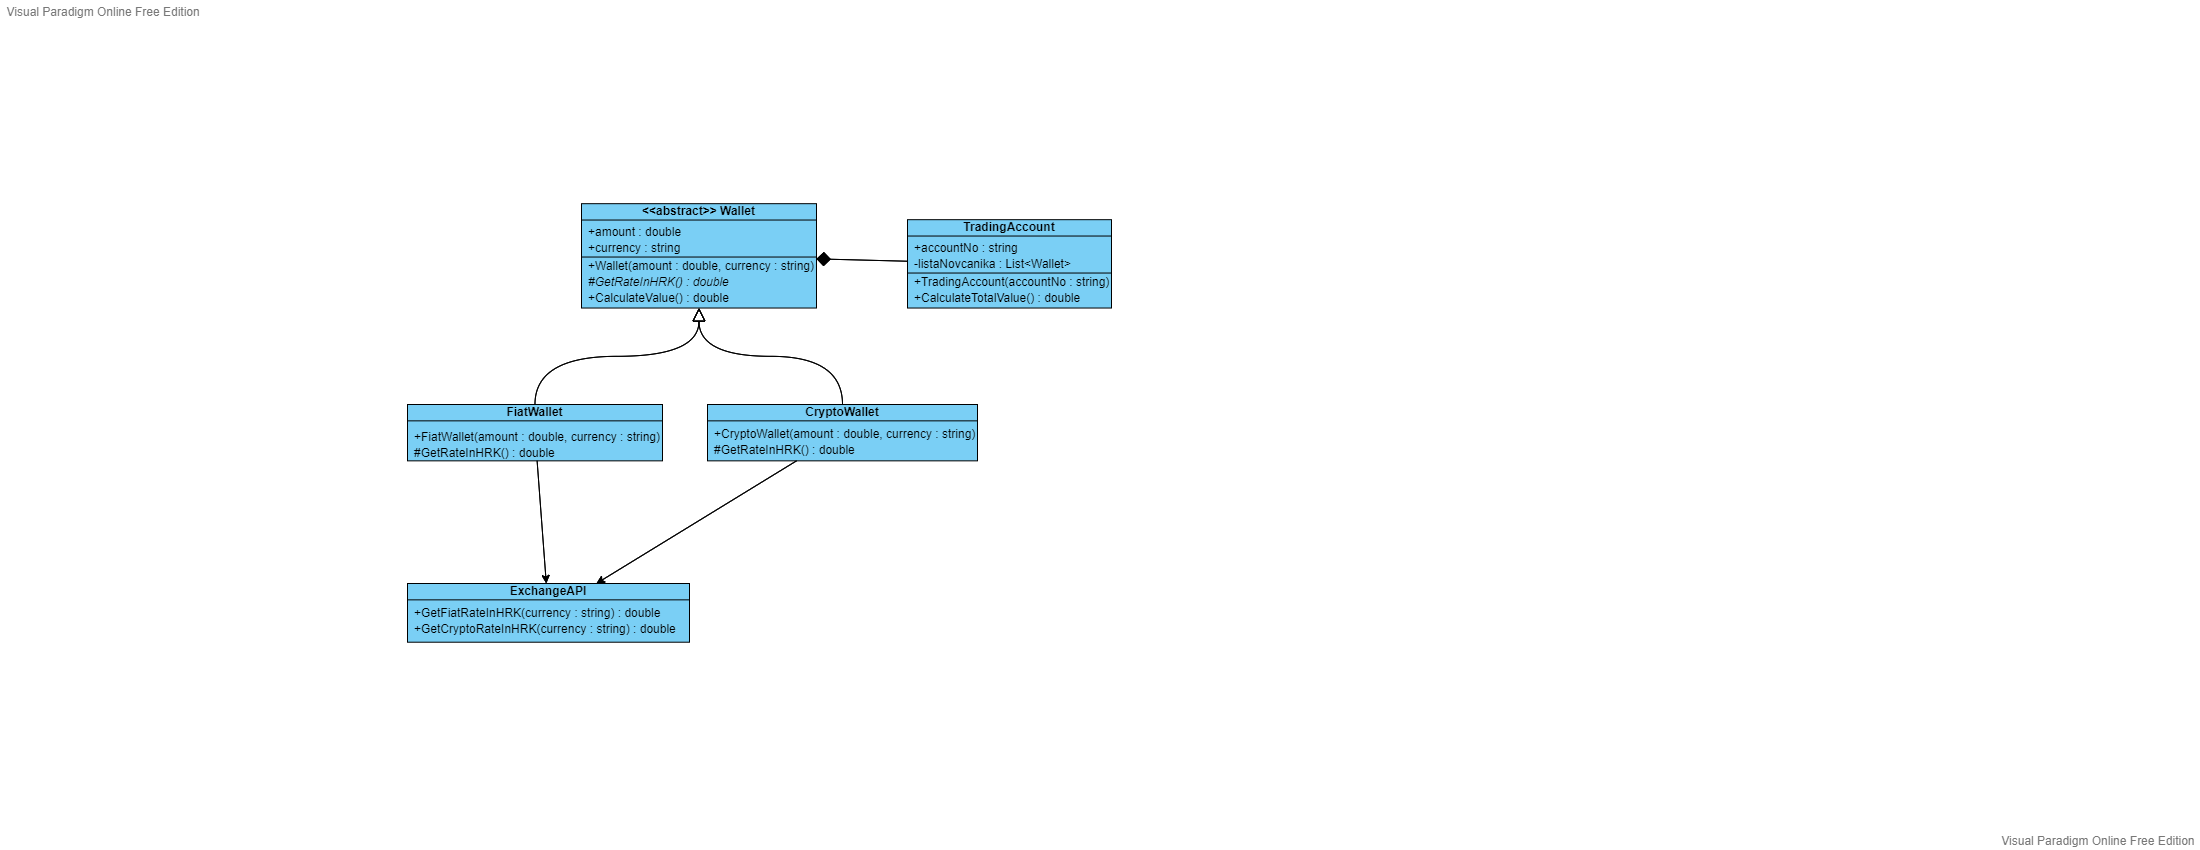 Visual Paradigm Online Free Edition
<<abstract>> Wallet
+amount : double
+currency : string
+Wallet(amount : double, currency : string)
#GetRateInHRK() : double
+CalculateValue() : double
TradingAccount
+accountNo : string
-listaNovcanika : List<Wallet>
+TradingAccount(accountNo : string)
+CalculateTotalValue() : double
FiatWallet
+FiatWallet(amount : double, currency : string)
#GetRateInHRK() : double
CryptoWallet
+CryptoWallet(amount : double, currency : string)
#GetRateInHRK() : double
ExchangeAPI
+GetFiatRateInHRK(currency : string) : double
+GetCryptoRateInHRK(currency : string) : double
Visual Paradigm Online Free Edition